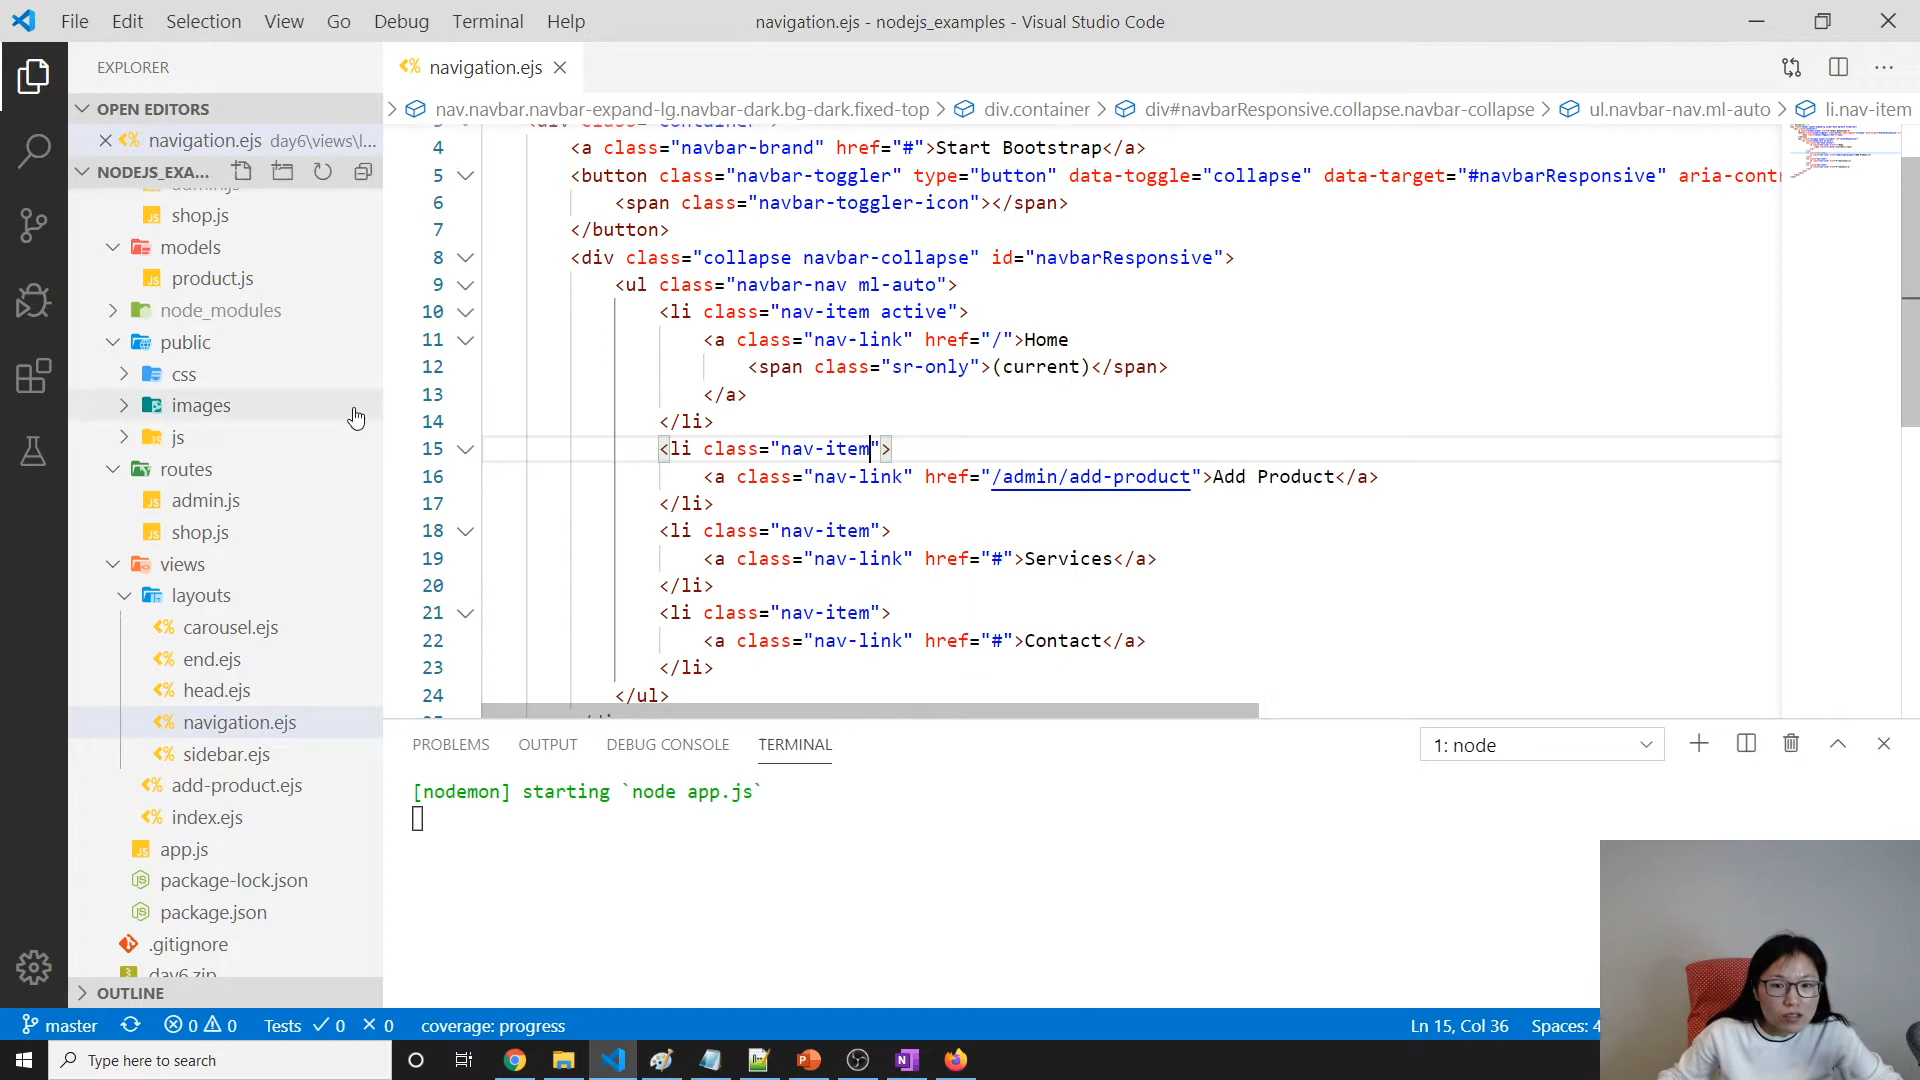 File Edit Selection View Go Debug Terminal Help
navigation.ejs - nodejs_examples - Visual Studio Code
EXPLORER
OPEN EDITORS
navigation.ejs day6\views\l...
NODEJS_EXA...
admin.js
shop.js
models
product.js
node_modules
public
css
images
js
routes
admin.js
shop.js
views
layouts
carousel.ejs
end.ejs
head.ejs
navigation.ejs
sidebar.ejs
add-product.ejs
index.ejs
app.js
package-lock.json
package.json
.gitignore
day6.zip
OUTLINE
navigation.ejs
nav.navbar.navbar-expand-lg.navbar-dark.bg-dark.fixed-top div.container div#navbarResponsive.collapse.navbar-collapse ul.navbar-nav.ml-auto li.nav-item
4 <a class="navbar-brand" href="#">Start Bootstrap</a>
5 <button class="navbar-toggler" type="button" data-toggle="collapse" data-target="#navbarResponsive" aria-contr
6 <span class="navbar-toggler-icon"></span>
7 </button>
8 <div class="collapse navbar-collapse" id="navbarResponsive">
9 <ul class="navbar-nav ml-auto">
10 <li class="nav-item active">
11 <a class="nav-link" href="/">Home
12 <span class="sr-only">(current)</span>
13 </a>
14 </li>
15 <li class="nav-item">
16 <a class="nav-link" href="/admin/add-product">Add Product</a>
17 </li>
18 <li class="nav-item">
19 <a class="nav-link" href="#">Services</a>
20 </li>
21 <li class="nav-item">
22 <a class="nav-link" href="#">Contact</a>
23 </li>
24 </ul>
PROBLEMS OUTPUT DEBUG CONSOLE TERMINAL
1: node
[nodemon] starting `node app.js`
master 0 0 Tests 0 0 coverage: progress
Ln 15, Col 36 Spaces: 4
Type here to search